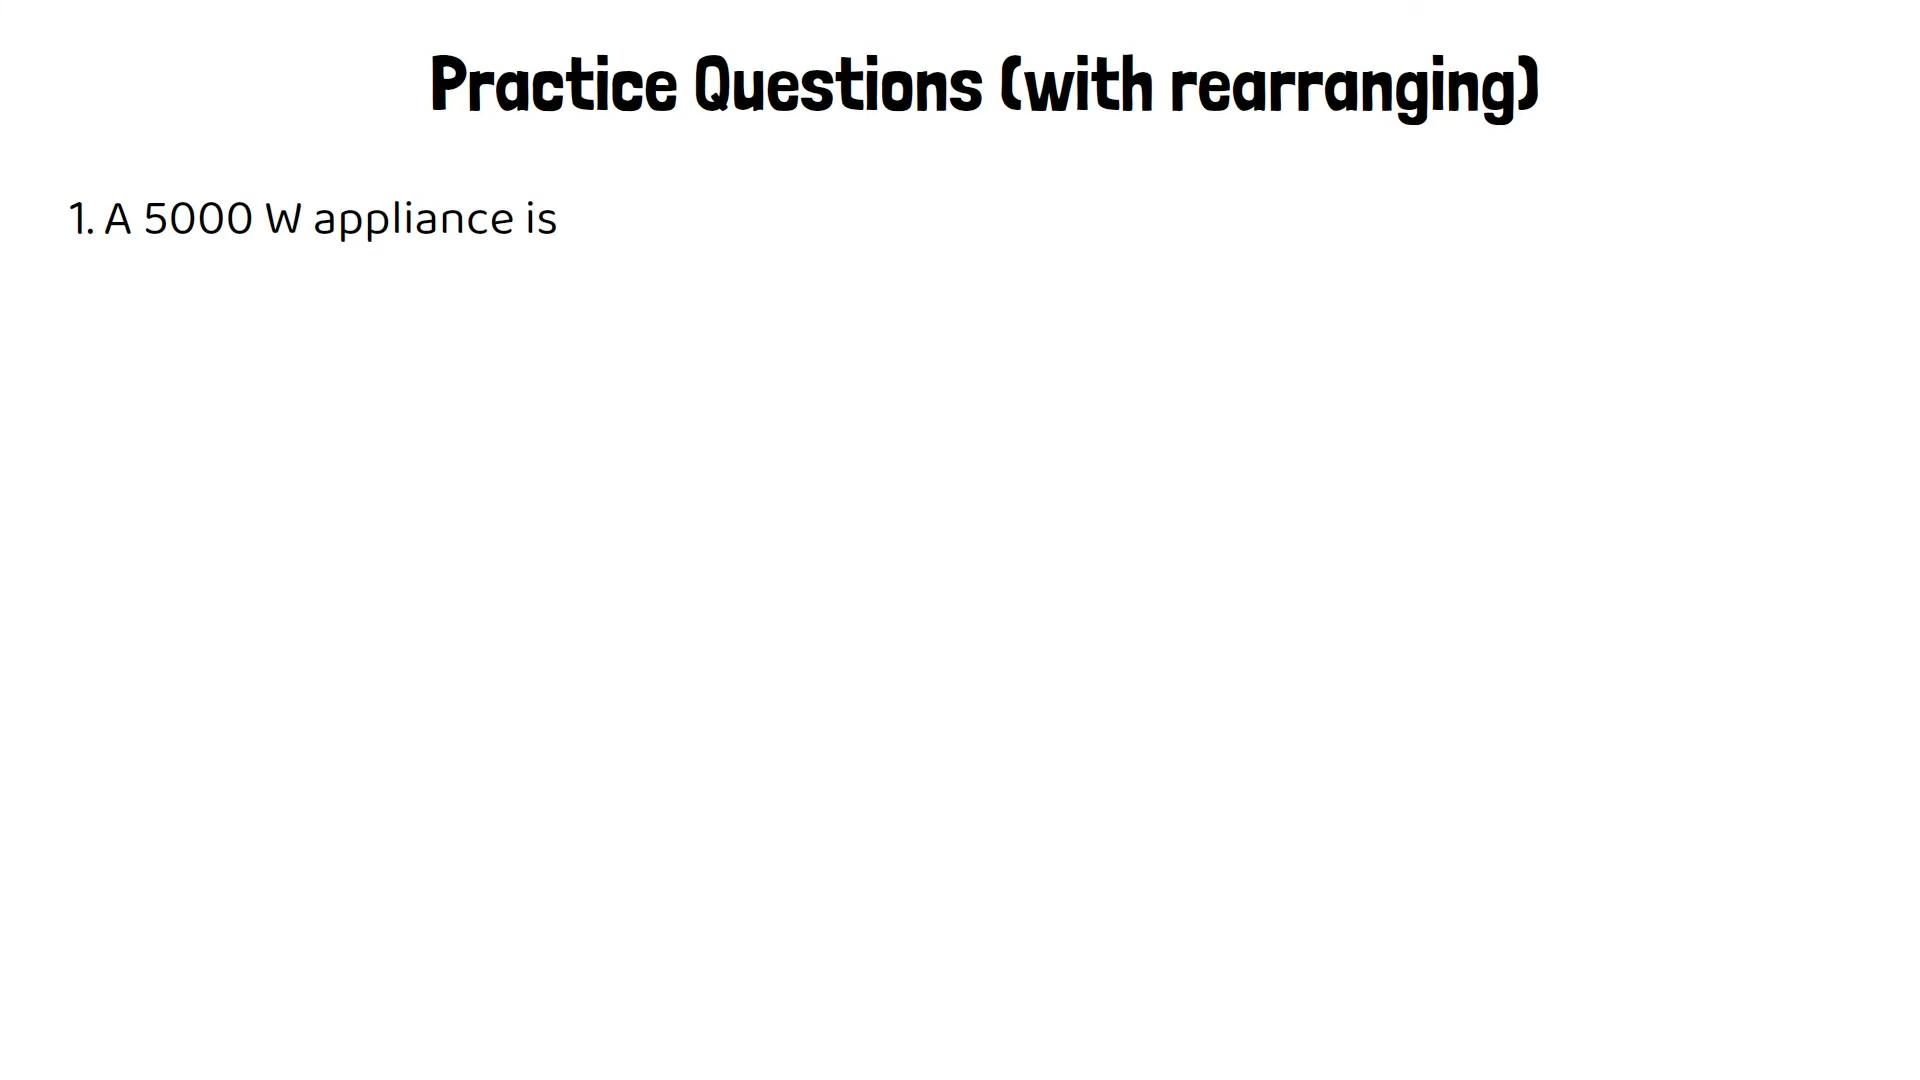 Practice Questions (with rearranging)
1. A 5000 W appliance is